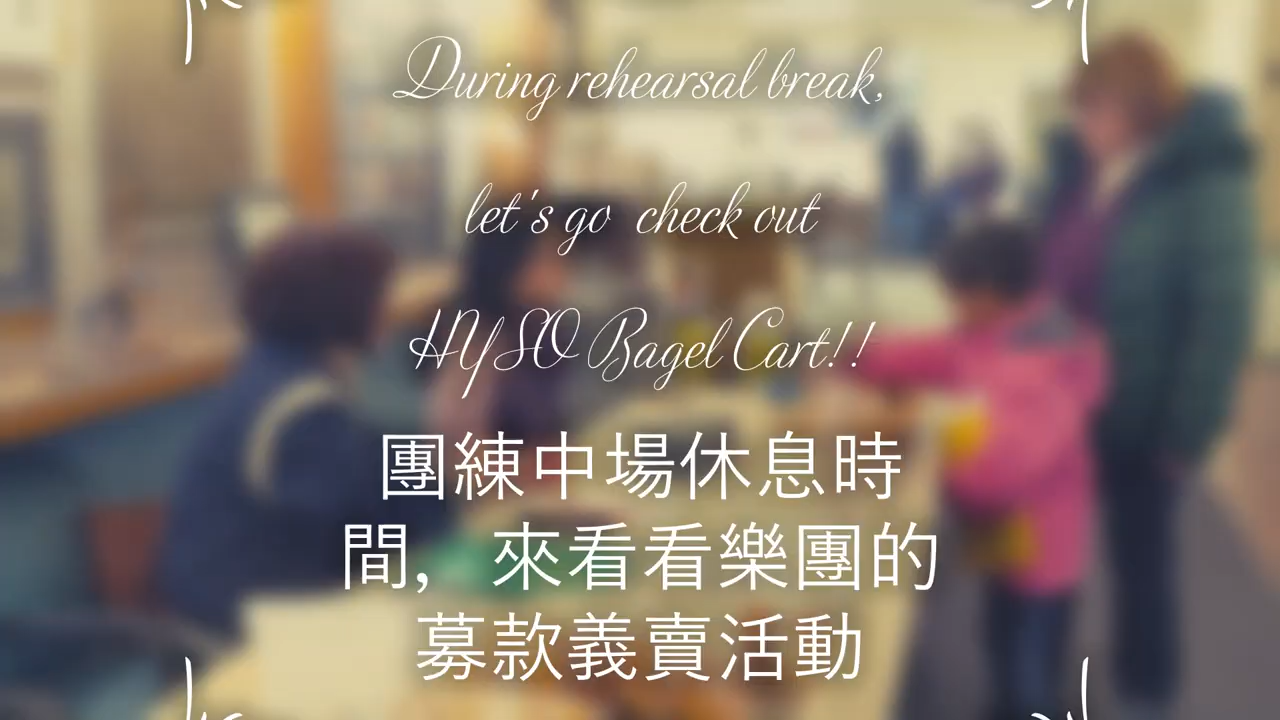 During rehearsal break,
let's go check out
HYSO Bagel Cart!!
團練中場休息時
間, 來看看樂團的
募款義賣活動